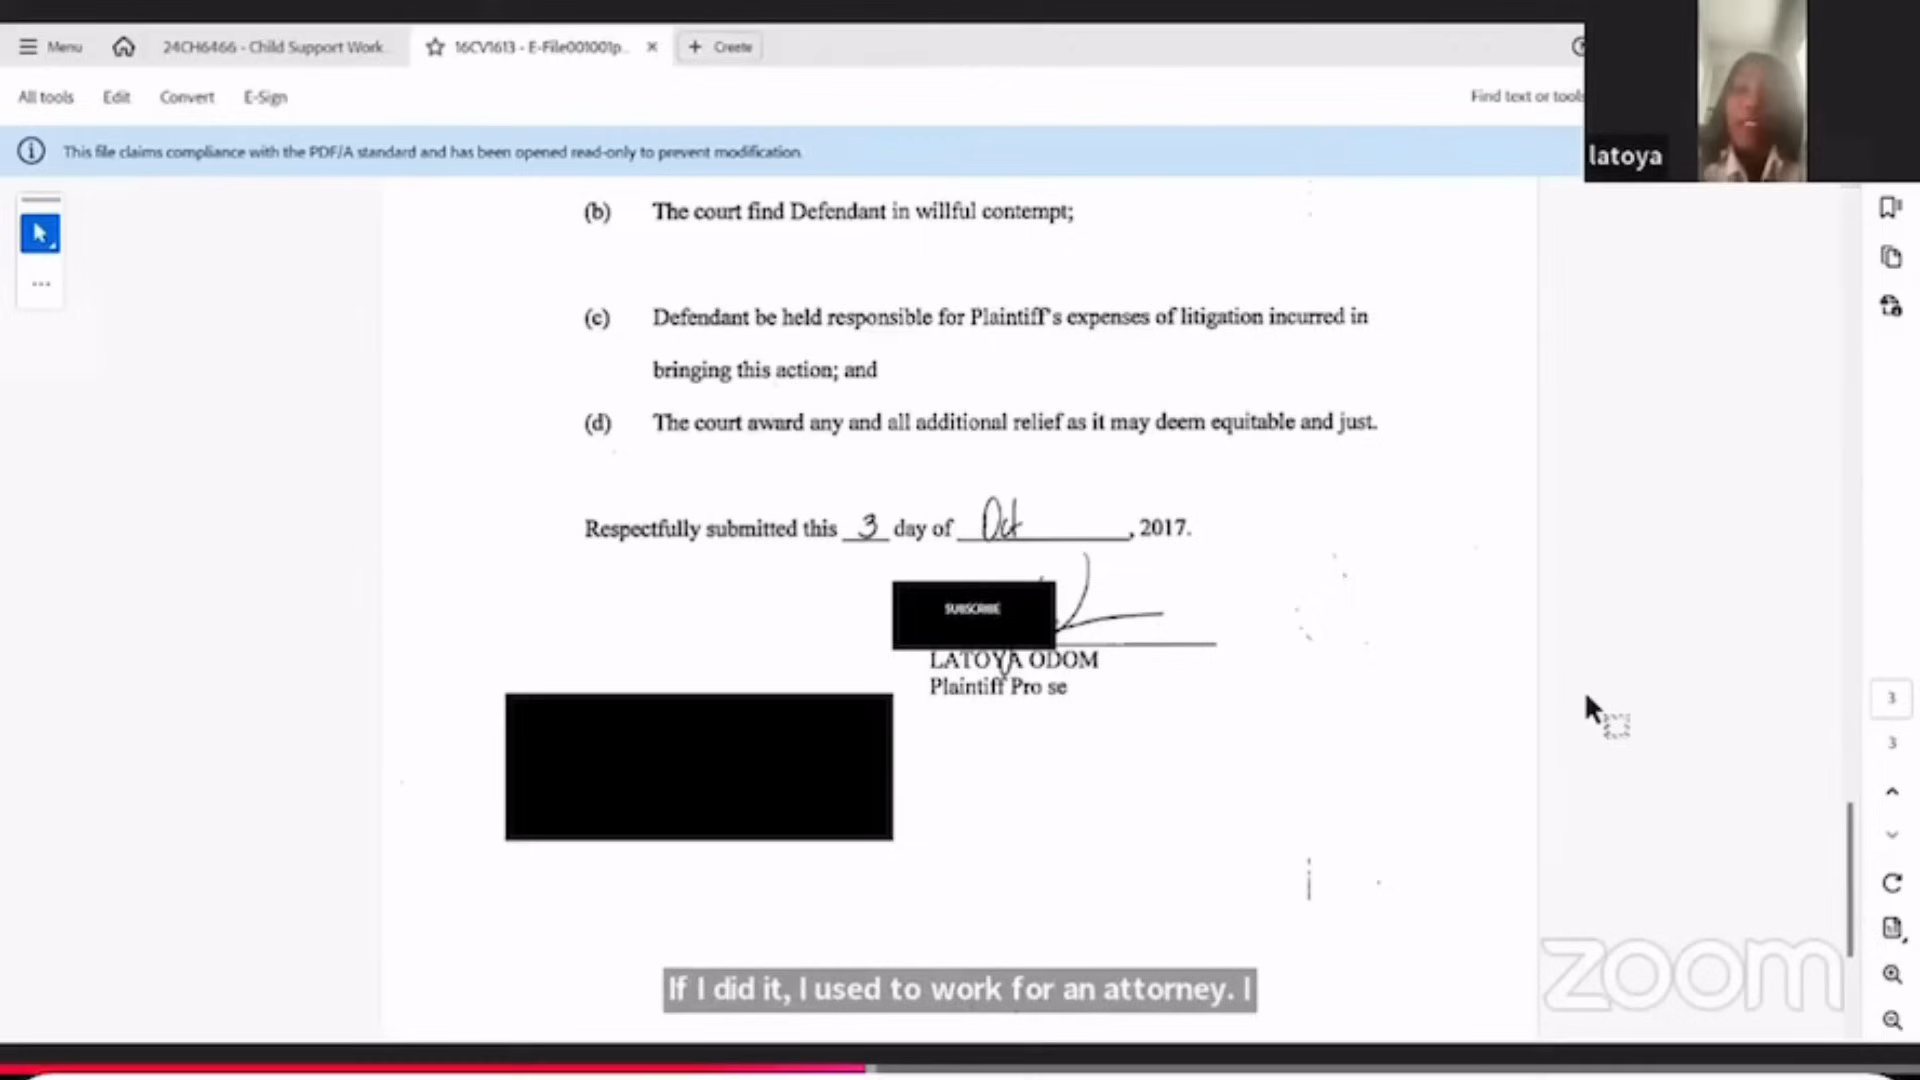 Menu
24CH6466 - Child Support Work
16CV1613 - E-File001001p...
Create
All tools
Edit
Convert
E-Sign
Find text or tools
latoya
This file claims compliance with the PDF/A standard and has been opened read-only to prevent modification.
(b) The court find Defendant in willful contempt;
(c) Defendant be held responsible for Plaintiff's expenses of litigation incurred in
bringing this action; and
(d) The court award any and all additional relief as it may deem equitable and just.
Respectfully submitted this 3 day of Oct, 2017.
SUBSCRIBE
LATOYA ODOM
Plaintiff Pro se
3
3
zoom
If I did it, I used to work for an attorney. I